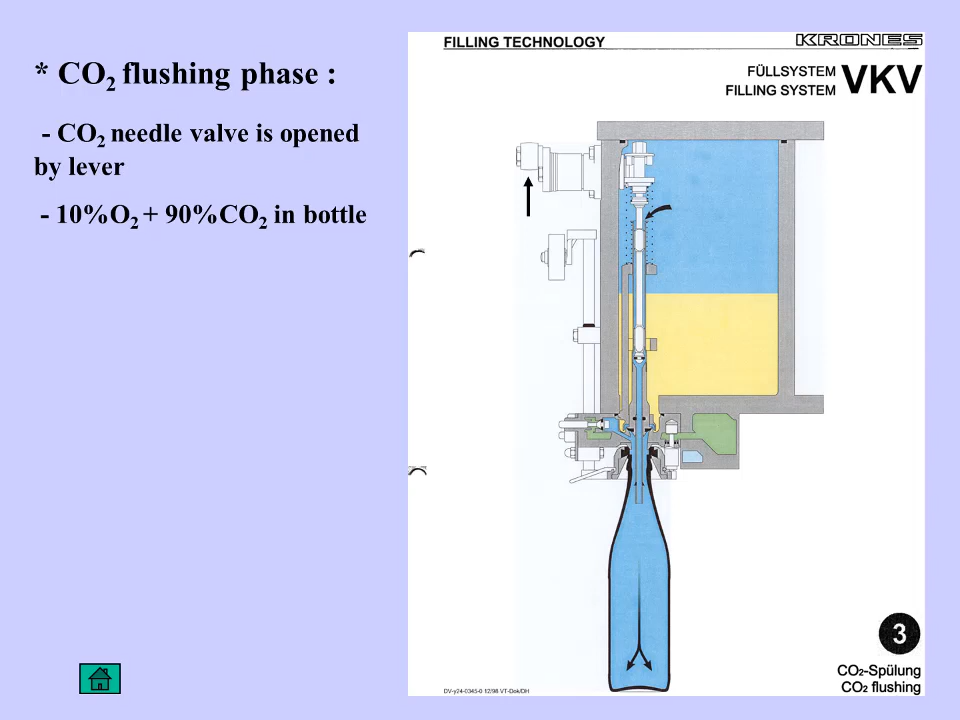 * CO₂ flushing phase :
- CO₂ needle valve is opened
by lever
- 10%O₂ + 90%CO₂ in bottle
FILLING TECHNOLOGY
KRONES
FÜLLSYSTEM
FILLING SYSTEM
VKV
3
CO₂-Spülung
CO₂ flushing
DV-y24-0345-0 12/98 VT-Dok/DH